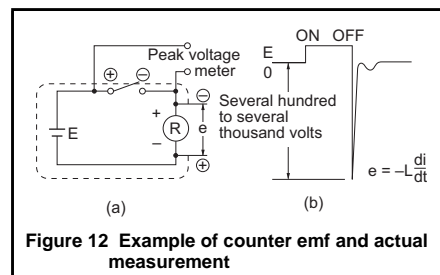 Peak voltage
meter
⊕ ⊖
⊖
+
E
R
e
–
⊕
(a)
ON OFF
E
0
Several hundred
to several
thousand volts
e = –L di/dt
(b)
Figure 12 Example of counter emf and actual
measurement